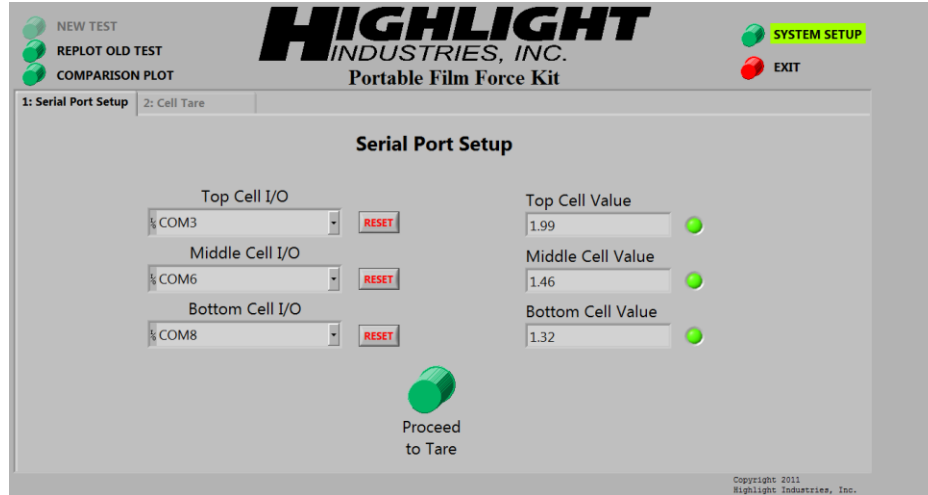 NEW TEST
REPLOT OLD TEST
COMPARISON PLOT
HIGHLIGHT
INDUSTRIES, INC.
Portable Film Force Kit
SYSTEM SETUP
EXIT
1: Serial Port Setup
2: Cell Tare
Serial Port Setup
Top Cell I/O
COM3
RESET
Top Cell Value
1.99
Middle Cell I/O
COM6
RESET
Middle Cell Value
1.46
Bottom Cell I/O
COM8
RESET
Bottom Cell Value
1.32
Proceed
to Tare
Copyright 2011
Highlight Industries, Inc.